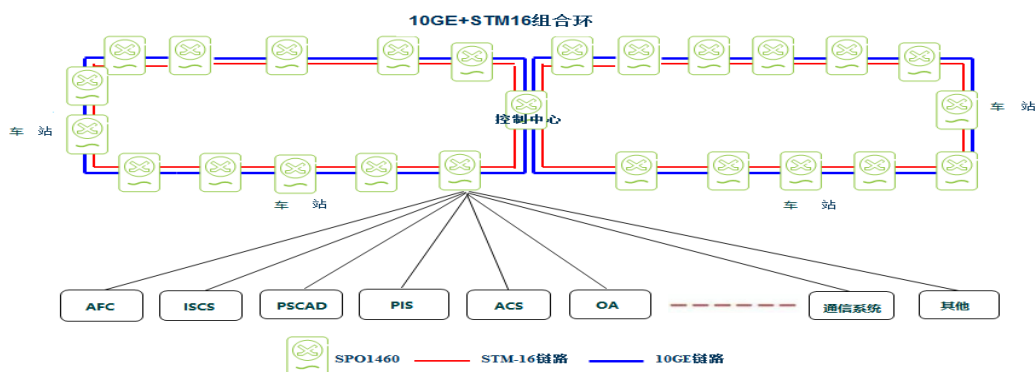 10GE+STM16组合环
控制中心
车 站
车 站
车 站
车 站
AFC
ISCS
PSCAD
PIS
ACS
OA
通信系统
其他
SPO1460
STM-16链路
10GE链路